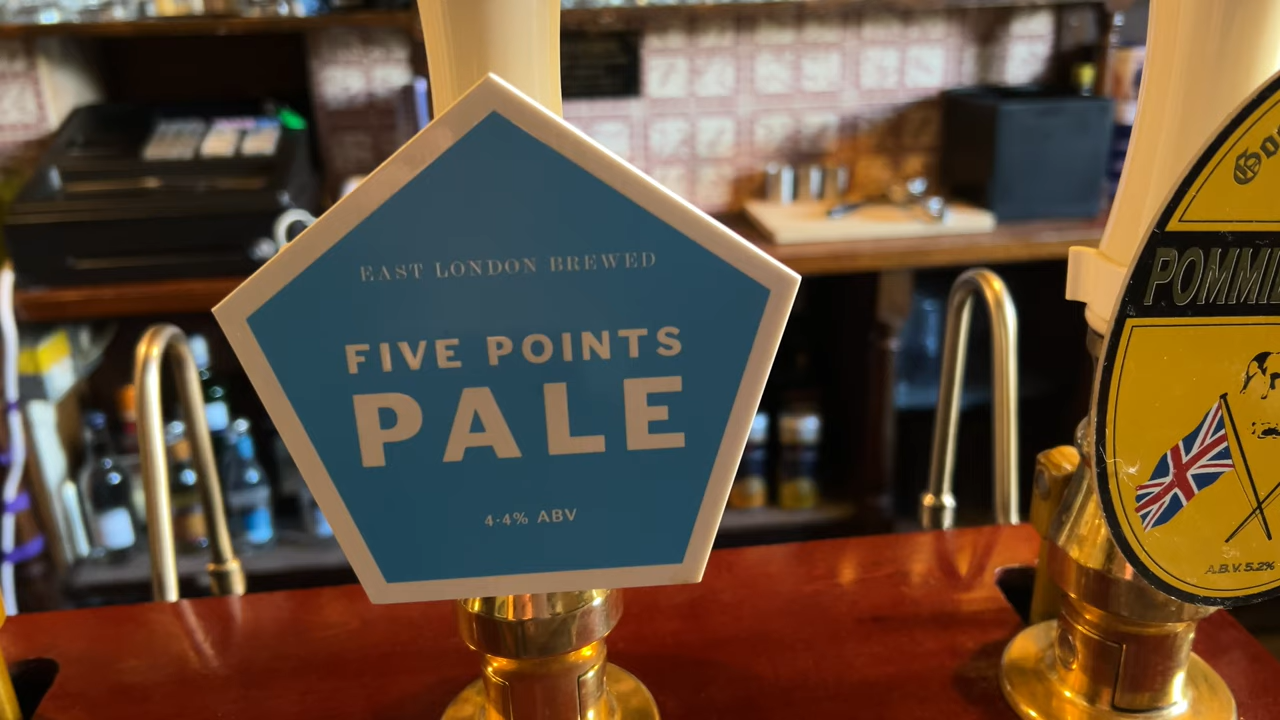 EAST LONDON BREWED
FIVE POINTS
PALE
4.4% ABV
POMMIE
A.B.V. 5.2%